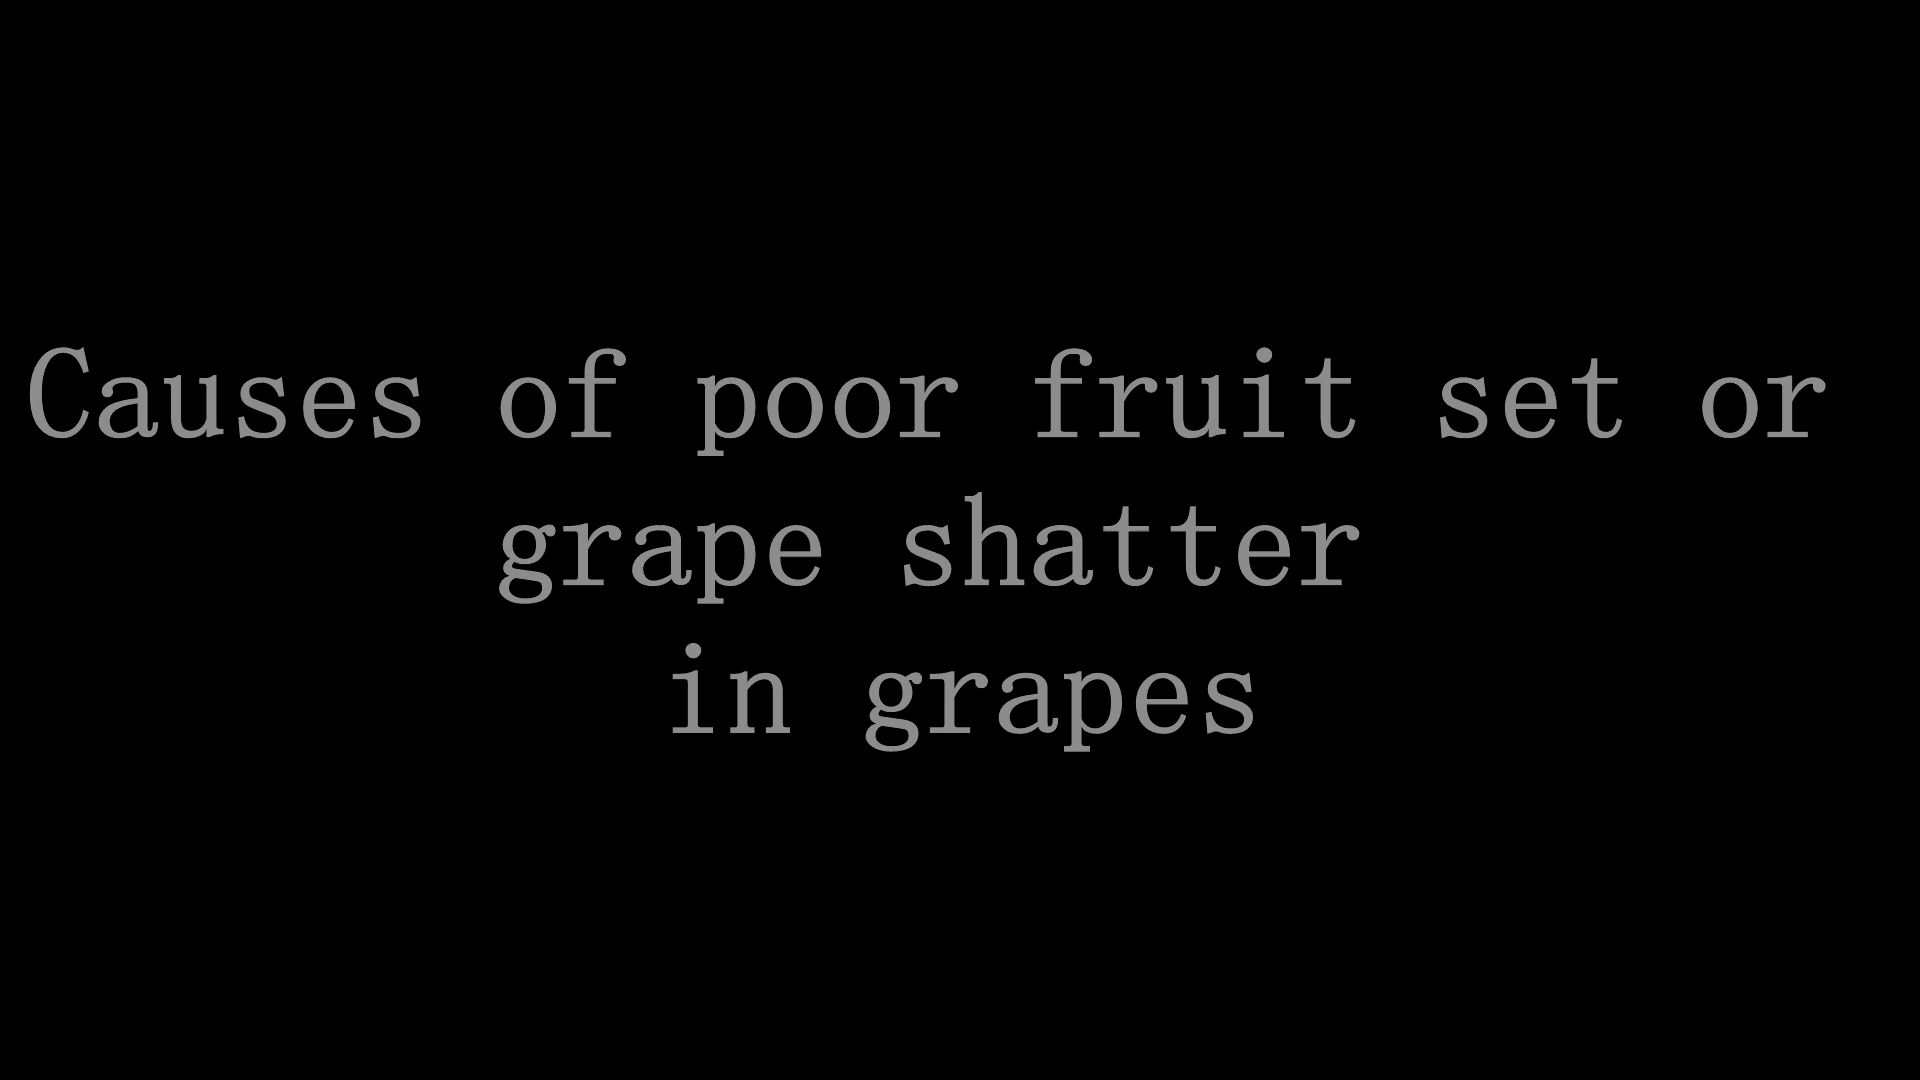 Causes of poor fruit set or
grape shatter
in grapes